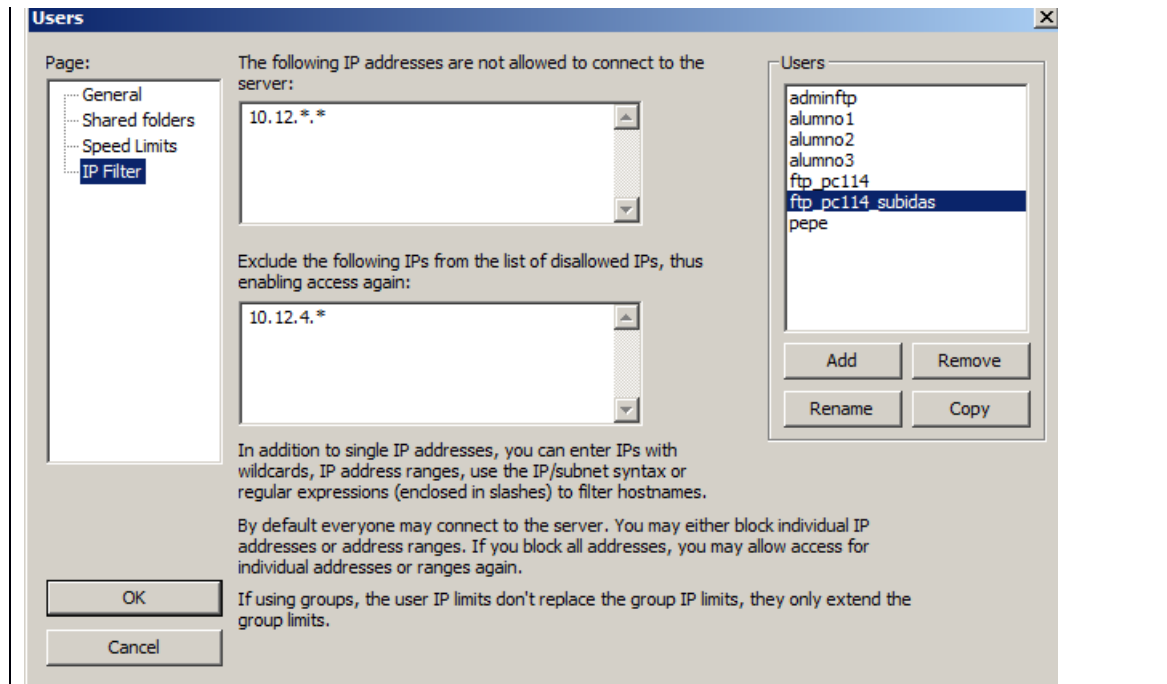 Users
Page:
General
Shared folders
Speed Limits
IP Filter
The following IP addresses are not allowed to connect to the
server:
10.12.*.*
Exclude the following IPs from the list of disallowed IPs, thus
enabling access again:
10.12.4.*
In addition to single IP addresses, you can enter IPs with
wildcards, IP address ranges, use the IP/subnet syntax or
regular expressions (enclosed in slashes) to filter hostnames.
By default everyone may connect to the server. You may either block individual IP
addresses or address ranges. If you block all addresses, you may allow access for
individual addresses or ranges again.
If using groups, the user IP limits don't replace the group IP limits, they only extend the
group limits.
Users
adminftp
alumno1
alumno2
alumno3
ftp_pc114
ftp_pc114_subidas
pepe
Add
Remove
Rename
Copy
OK
Cancel